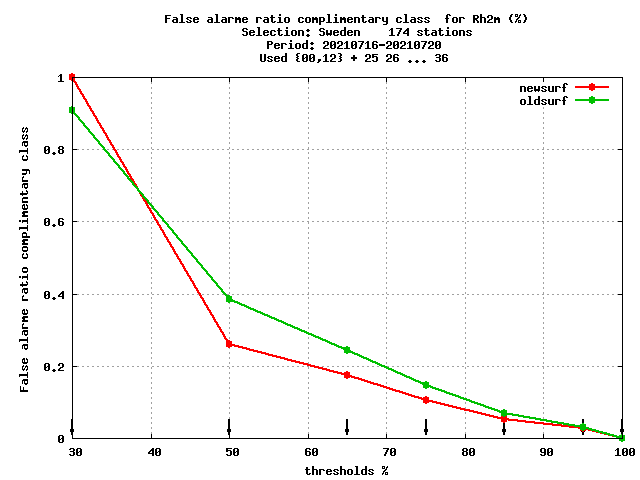 False alarme ratio complimentary class  for Rh2m (%)
Selection: Sweden    174 stations
Period: 20210716-20210720
Used {00,12} + 25 26 ... 36
newsurf
oldsurf
False alarme ratio complimentary class
1
0.8
0.6
0.4
0.2
0
30 40 50 60 70 80 90 100
thresholds %